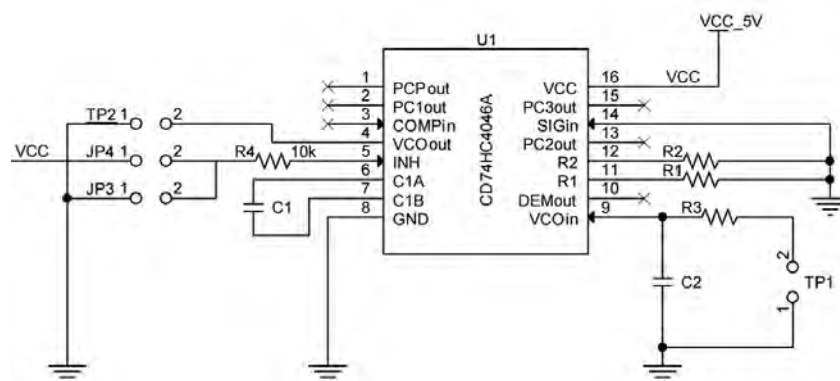 U1
VCC_5V
1 PCPout VCC 16 VCC
2 PC1out PC3out 15
TP2 1 2 3 COMPin SIGin 14
4 VCOout PC2out 13
VCC JP4 1 2 R4 10k 5 INH R2 12 R2
6 C1A R1 11 R1
JP3 1 2 C1 7 C1B DEMout 10
8 GND VCOin 9 R3
CD74HC4046A
C2
2
TP1
1